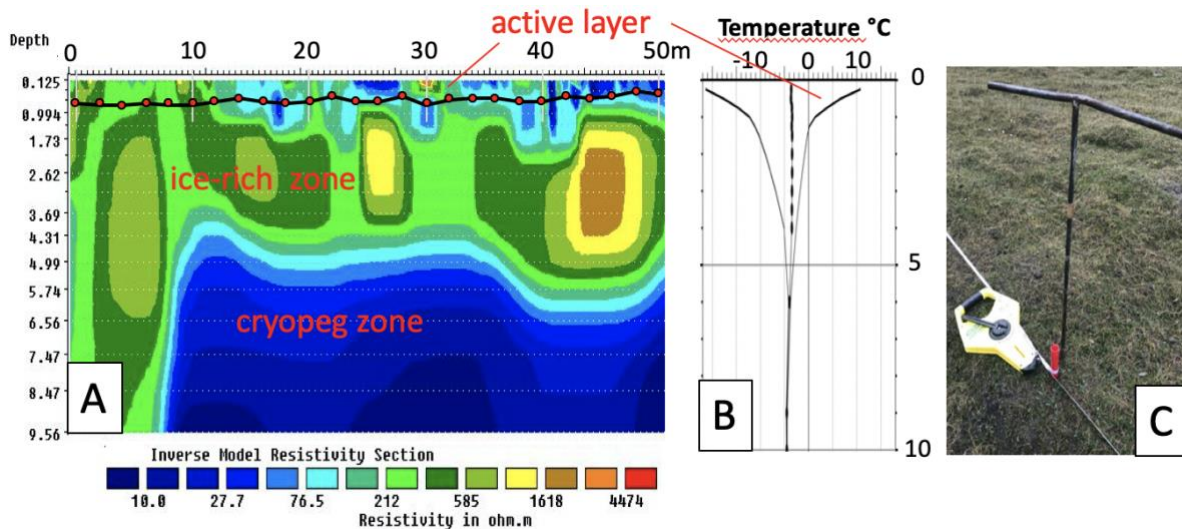 active layer
Temperature °C
Depth
0 10 20 30 40 50m
-10 0 10
0
0.125
0.994
1.73
2.62
ice-rich zone
3.69
4.31
4.99
5
5.74
cryopeg zone
6.56
7.47
8.47
9.56
10
A
B
C
Inverse Model Resistivity Section
10.0 27.7 76.5 212 585 1618 4474
Resistivity in ohm.m